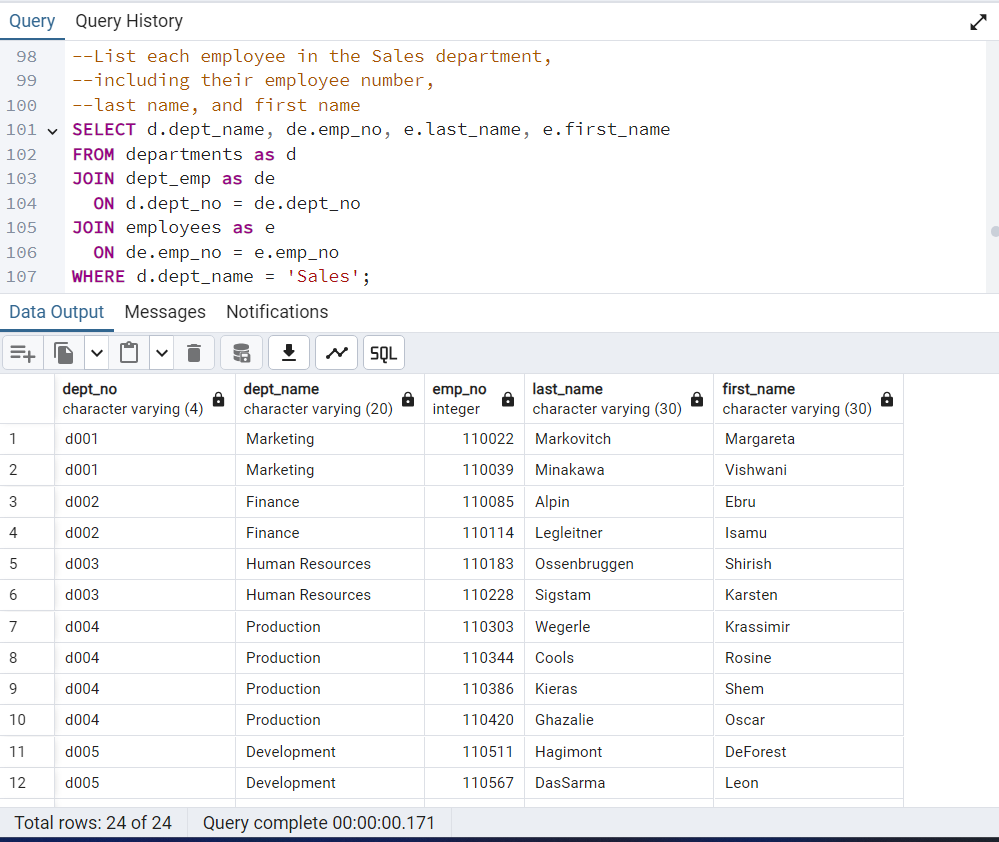 Query Query History
98 --List each employee in the Sales department,
99 --including their employee number,
100 --last name, and first name
101 SELECT d.dept_name, de.emp_no, e.last_name, e.first_name
102 FROM departments as d
103 JOIN dept_emp as de
104 ON d.dept_no = de.dept_no
105 JOIN employees as e
106 ON de.emp_no = e.emp_no
107 WHERE d.dept_name = 'Sales';
Data Output Messages Notifications
SQL
dept_no dept_name emp_no last_name first_name
character varying (4) character varying (20) integer character varying (30) character varying (30)
1 d001 Marketing 110022 Markovitch Margareta
2 d001 Marketing 110039 Minakawa Vishwani
3 d002 Finance 110085 Alpin Ebru
4 d002 Finance 110114 Legleitner Isamu
5 d003 Human Resources 110183 Ossenbruggen Shirish
6 d003 Human Resources 110228 Sigstam Karsten
7 d004 Production 110303 Wegerle Krassimir
8 d004 Production 110344 Cools Rosine
9 d004 Production 110386 Kieras Shem
10 d004 Production 110420 Ghazalie Oscar
11 d005 Development 110511 Hagimont DeForest
12 d005 Development 110567 DasSarma Leon
Total rows: 24 of 24 Query complete 00:00:00.171